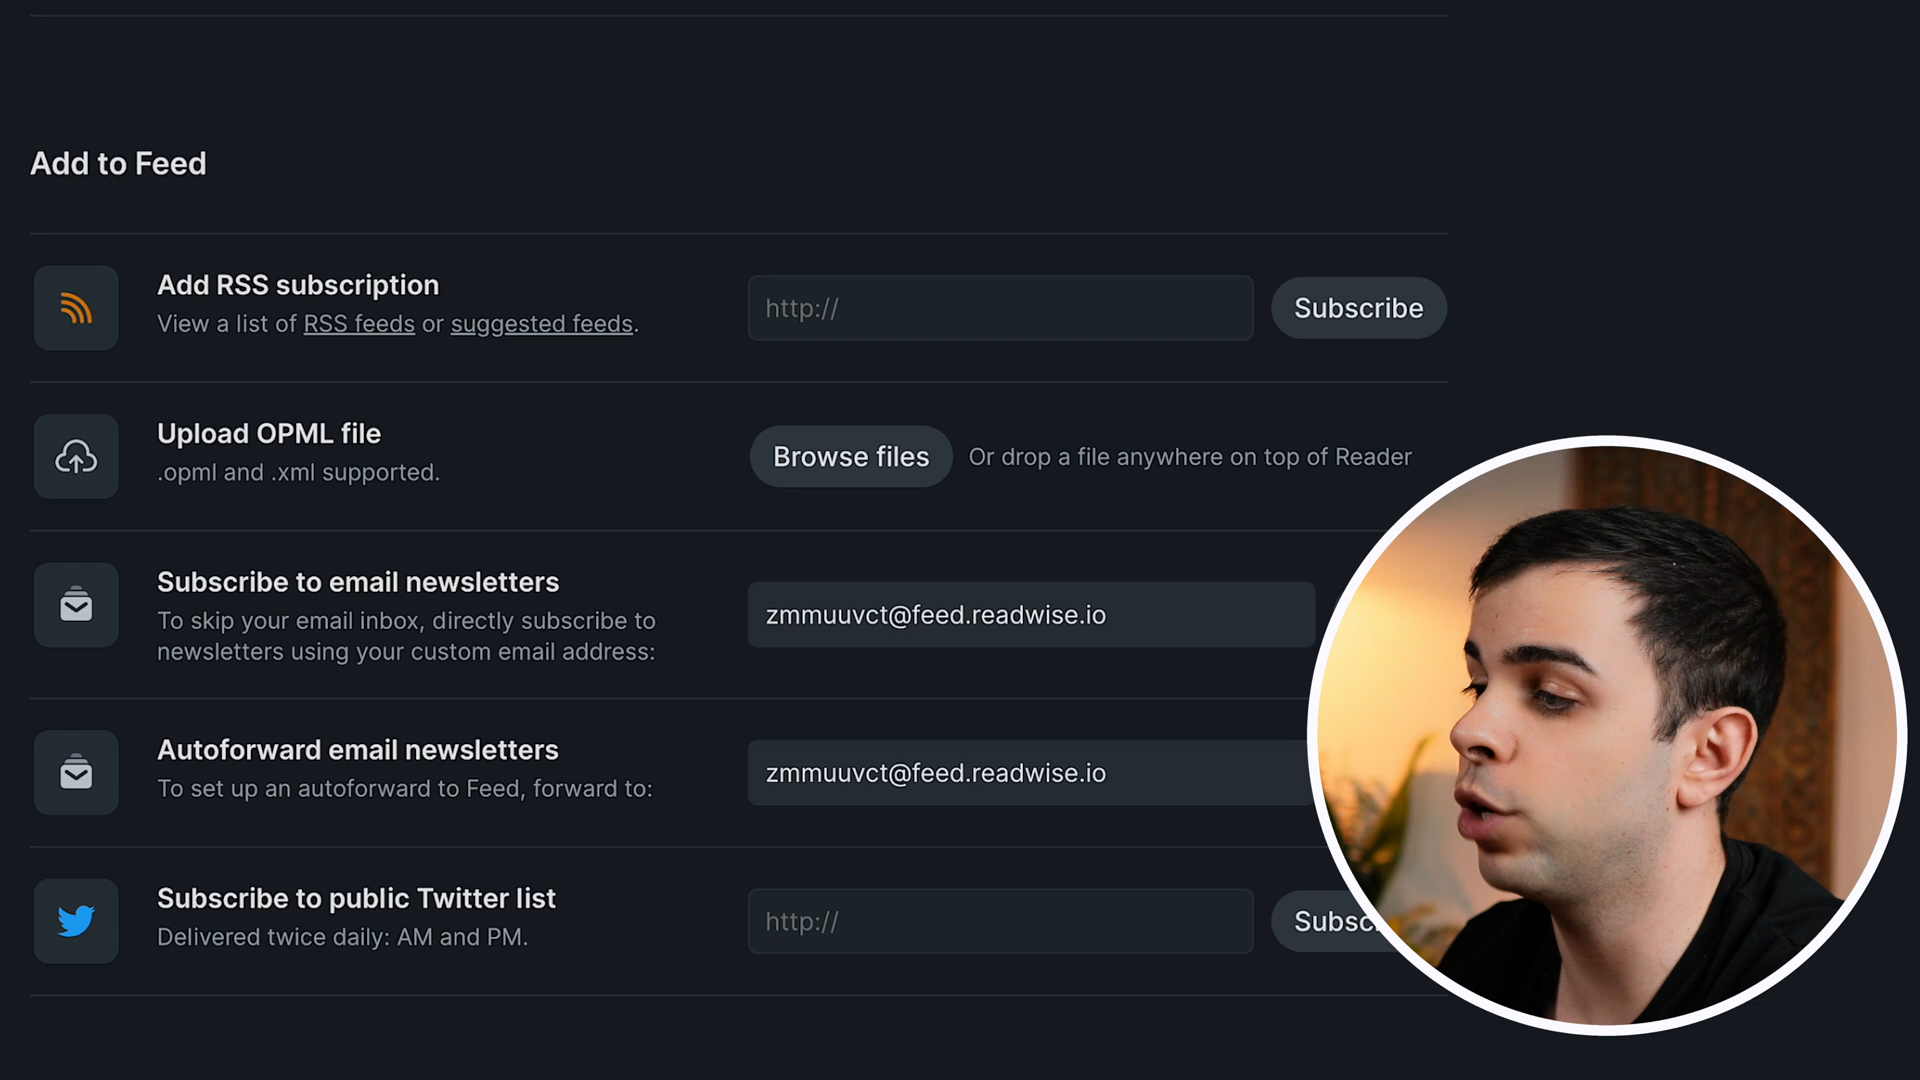 Add to Feed
Add RSS subscription
View a list of RSS feeds or suggested feeds.
http://
Subscribe
Upload OPML file
.opml and .xml supported.
Browse files
Or drop a file anywhere on top of Reader
Subscribe to email newsletters
To skip your email inbox, directly subscribe to
newsletters using your custom email address:
zmmuuvct@feed.readwise.io
Autoforward email newsletters
To set up an autoforward to Feed, forward to:
zmmuuvct@feed.readwise.io
Subscribe to public Twitter list
Delivered twice daily: AM and PM.
http://